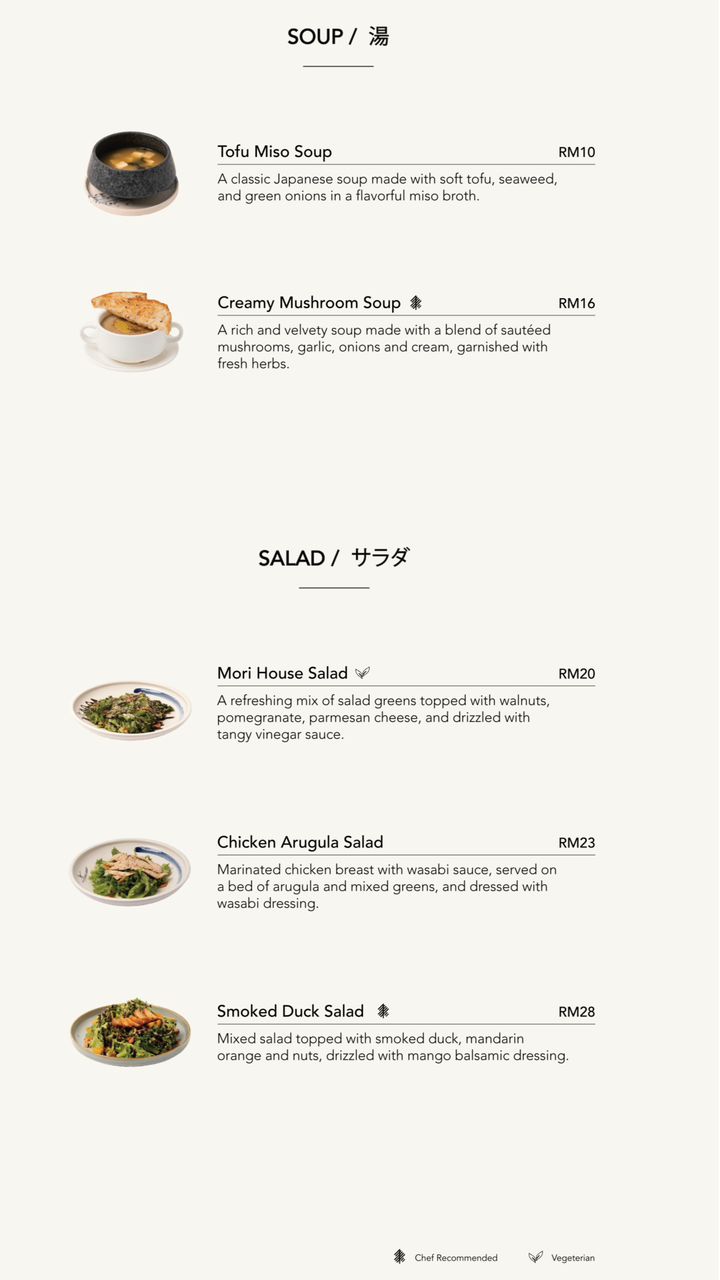 SOUP / 湯
Tofu Miso Soup RM10
A classic Japanese soup made with soft tofu, seaweed,
and green onions in a flavorful miso broth.
Creamy Mushroom Soup RM16
A rich and velvety soup made with a blend of sautéed
mushrooms, garlic, onions and cream, garnished with
fresh herbs.
SALAD / サラダ
Mori House Salad RM20
A refreshing mix of salad greens topped with walnuts,
pomegranate, parmesan cheese, and drizzled with
tangy vinegar sauce.
Chicken Arugula Salad RM23
Marinated chicken breast with wasabi sauce, served on
a bed of arugula and mixed greens, and dressed with
wasabi dressing.
Smoked Duck Salad RM28
Mixed salad topped with smoked duck, mandarin
orange and nuts, drizzled with mango balsamic dressing.
Chef Recommended Vegeterian